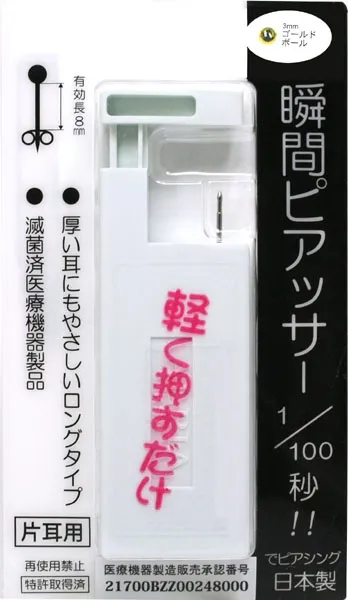 3mm
ゴールド
ボール
瞬間ピアッサー
1/100秒!!
でピアシング
日本製
有効長8mm
●厚い耳にもやさしいロングタイプ
●滅菌済医療機器製品
軽く押すだけ
片耳用
再使用禁止
特許取得済
医療機器製造販売承認番号
21700BZZ00248000